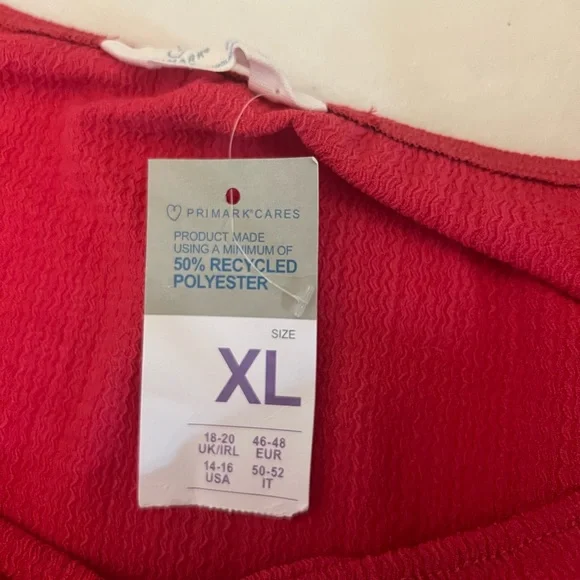 PRIMARK®CARES
PRODUCT MADE
USING A MINIMUM OF
50% RECYCLED
POLYESTER
SIZE
XL
18-20 46-48
UK/IRL EUR
14-16 50-52
USA IT